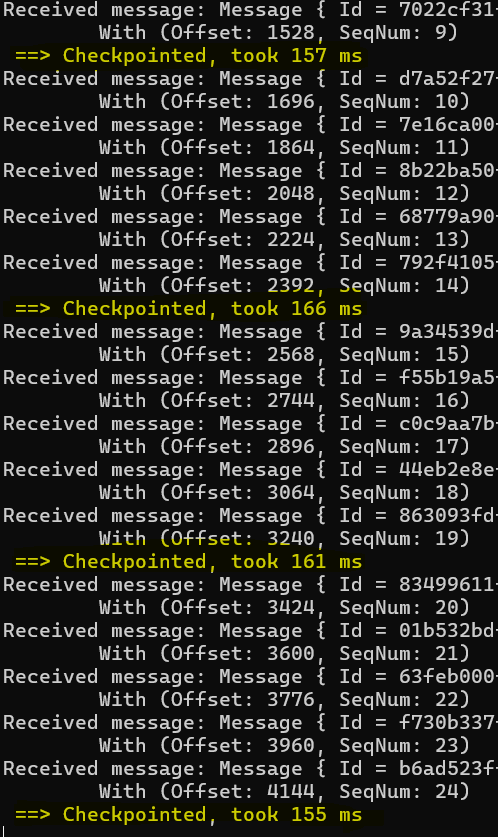 Received message: Message { Id = 7022cf31-
With (Offset: 1528, SeqNum: 9)
==> Checkpointed, took 157 ms
Received message: Message { Id = d7a52f27-
With (Offset: 1696, SeqNum: 10)
Received message: Message { Id = 7e16ca00-
With (Offset: 1864, SeqNum: 11)
Received message: Message { Id = 8b22ba50-
With (Offset: 2048, SeqNum: 12)
Received message: Message { Id = 68779a90-
With (Offset: 2224, SeqNum: 13)
Received message: Message { Id = 792f4105-
With (Offset: 2392, SeqNum: 14)
==> Checkpointed, took 166 ms
Received message: Message { Id = 9a34539d-
With (Offset: 2568, SeqNum: 15)
Received message: Message { Id = f55b19a5-
With (Offset: 2744, SeqNum: 16)
Received message: Message { Id = c0c9aa7b-
With (Offset: 2896, SeqNum: 17)
Received message: Message { Id = 44eb2e8e-
With (Offset: 3064, SeqNum: 18)
Received message: Message { Id = 863093fd-
With (Offset: 3240, SeqNum: 19)
==> Checkpointed, took 161 ms
Received message: Message { Id = 83499611-
With (Offset: 3424, SeqNum: 20)
Received message: Message { Id = 01b532bd-
With (Offset: 3600, SeqNum: 21)
Received message: Message { Id = 63feb000-
With (Offset: 3776, SeqNum: 22)
Received message: Message { Id = f730b337-
With (Offset: 3960, SeqNum: 23)
Received message: Message { Id = b6ad523f-
With (Offset: 4144, SeqNum: 24)
==> Checkpointed, took 155 ms